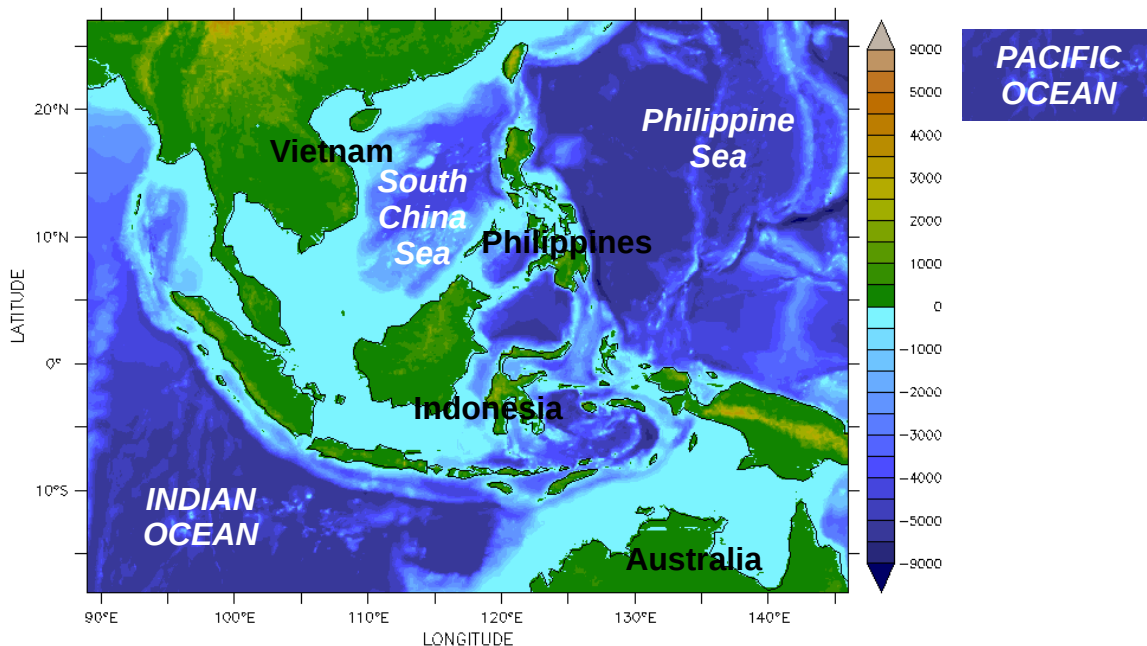 PACIFIC
OCEAN
Philippine
Sea
Vietnam
South
China
Sea
Philippines
Indonesia
INDIAN
OCEAN
Australia
20°N
10°N
0°
10°S
LATITUDE
90°E
100°E
110°E
120°E
130°E
140°E
LONGITUDE
9000
5000
4000
3000
2000
1000
0
−1000
−2000
−3000
−4000
−5000
−9000